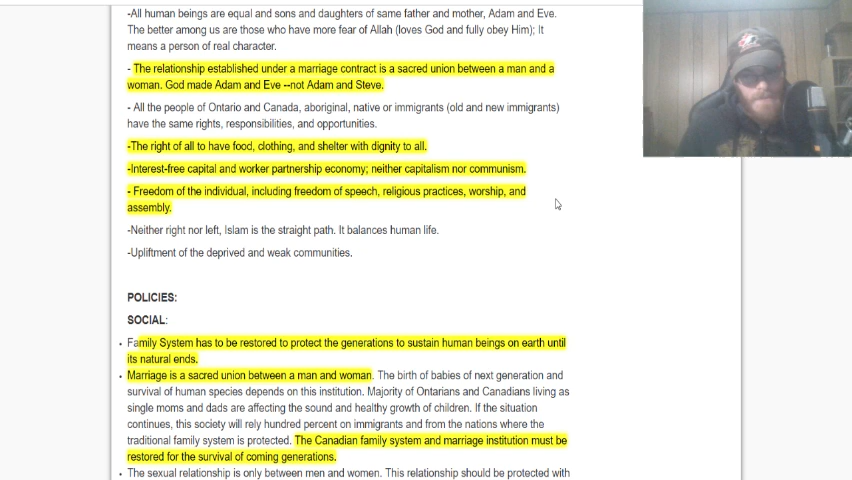 -All human beings are equal and sons and daughters of same father and mother, Adam and Eve.
The better among us are those who have more fear of Allah (loves God and fully obey Him); It
means a person of real character.
- The relationship established under a marriage contract is a sacred union between a man and a
woman. God made Adam and Eve --not Adam and Steve.
- All the people of Ontario and Canada, aboriginal, native or immigrants (old and new immigrants)
have the same rights, responsibilities, and opportunities.
-The right of all to have food, clothing, and shelter with dignity to all.
-Interest-free capital and worker partnership economy; neither capitalism nor communism.
- Freedom of the individual, including freedom of speech, religious practices, worship, and
assembly.
-Neither right nor left, Islam is the straight path. It balances human life.
-Upliftment of the deprived and weak communities.
POLICIES:
SOCIAL:
• Family System has to be restored to protect the generations to sustain human beings on earth until
its natural ends.
• Marriage is a sacred union between a man and woman. The birth of babies of next generation and
survival of human species depends on this institution. Majority of Ontarians and Canadians living as
single moms and dads are affecting the sound and healthy growth of children. If the situation
continues, this society will rely hundred percent on immigrants and from the nations where the
traditional family system is protected. The Canadian family system and marriage institution must be
restored for the survival of coming generations.
• The sexual relationship is only between men and women. This relationship should be protected with